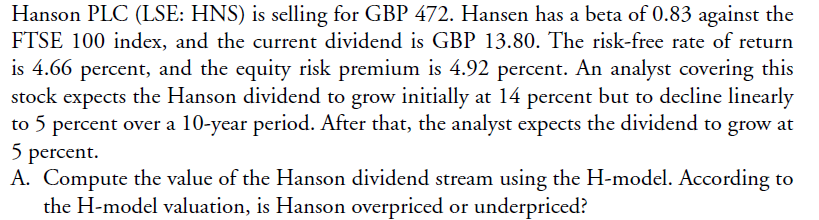 Hanson PLC (LSE: HNS) is selling for GBP 472. Hansen has a beta of 0.83 against the
FTSE 100 index, and the current dividend is GBP 13.80. The risk-free rate of return
is 4.66 percent, and the equity risk premium is 4.92 percent. An analyst covering this
stock expects the Hanson dividend to grow initially at 14 percent but to decline linearly
to 5 percent over a 10-year period. After that, the analyst expects the dividend to grow at
5 percent.
A. Compute the value of the Hanson dividend stream using the H-model. According to
the H-model valuation, is Hanson overpriced or underpriced?